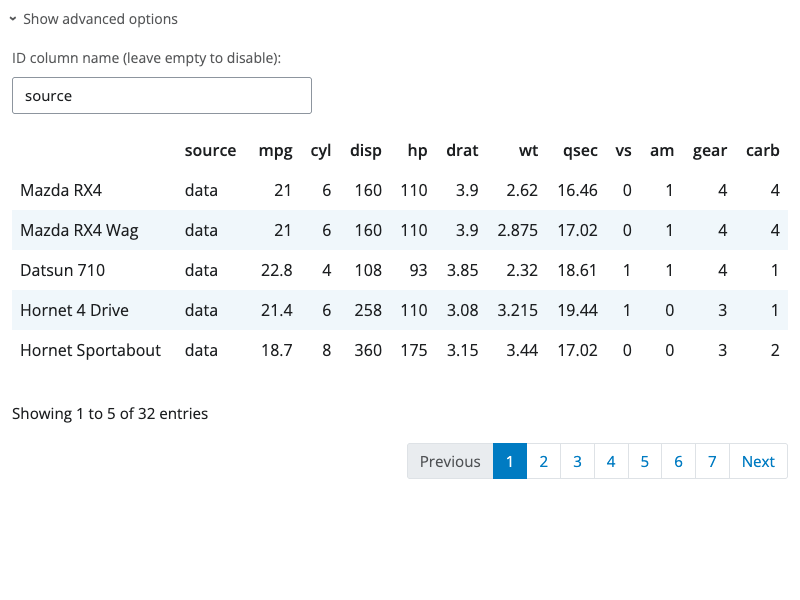 Show advanced options
ID column name (leave empty to disable):
source
source mpg cyl disp hp drat wt qsec vs am gear carb
Mazda RX4 data 21 6 160 110 3.9 2.62 16.46 0 1 4 4
Mazda RX4 Wag data 21 6 160 110 3.9 2.875 17.02 0 1 4 4
Datsun 710 data 22.8 4 108 93 3.85 2.32 18.61 1 1 4 1
Hornet 4 Drive data 21.4 6 258 110 3.08 3.215 19.44 1 0 3 1
Hornet Sportabout data 18.7 8 360 175 3.15 3.44 17.02 0 0 3 2
Showing 1 to 5 of 32 entries
Previous 1 2 3 4 5 6 7 Next